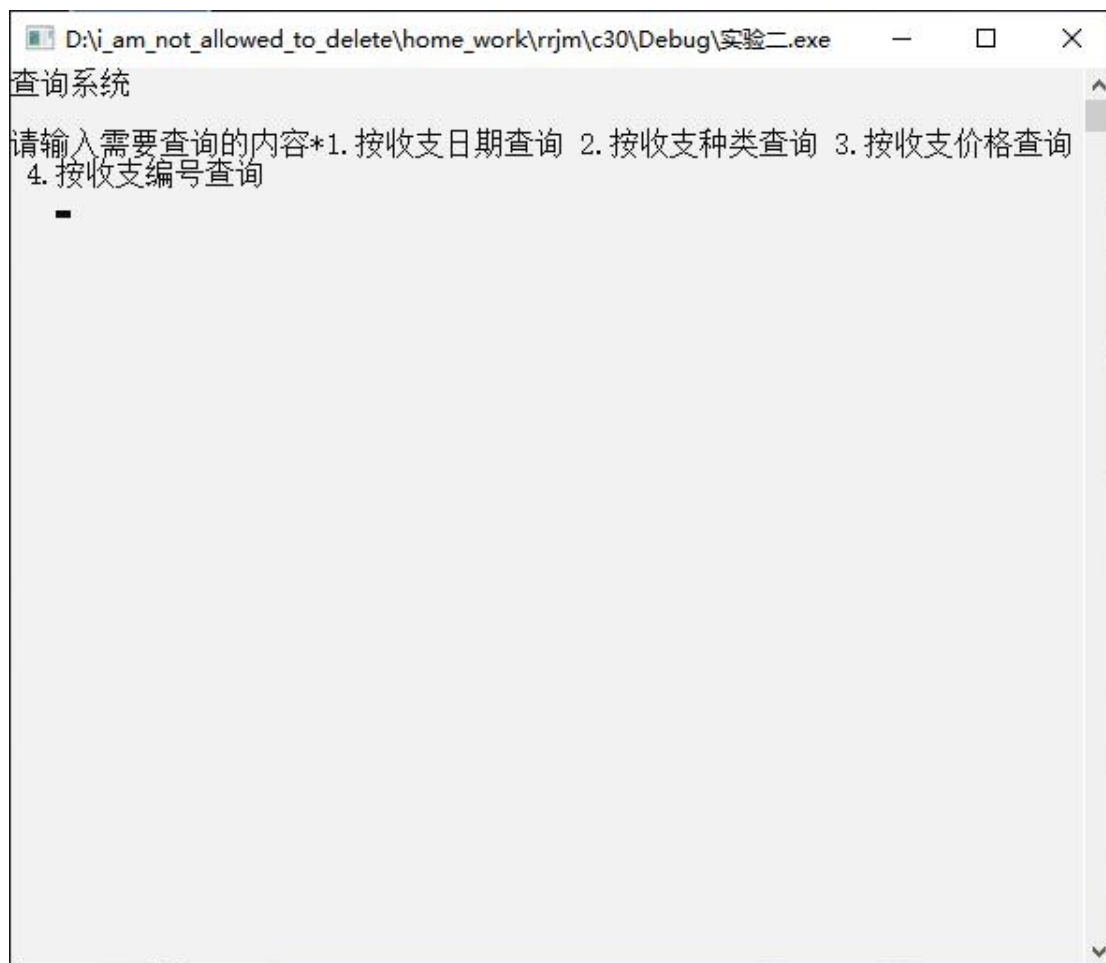 D:\i_am_not_allowed_to_delete\home_work\rrjm\c30\Debug\实验二.exe
查询系统
请输入需要查询的内容*1.按收支日期查询 2.按收支种类查询 3.按收支价格查询
4.按收支编号查询